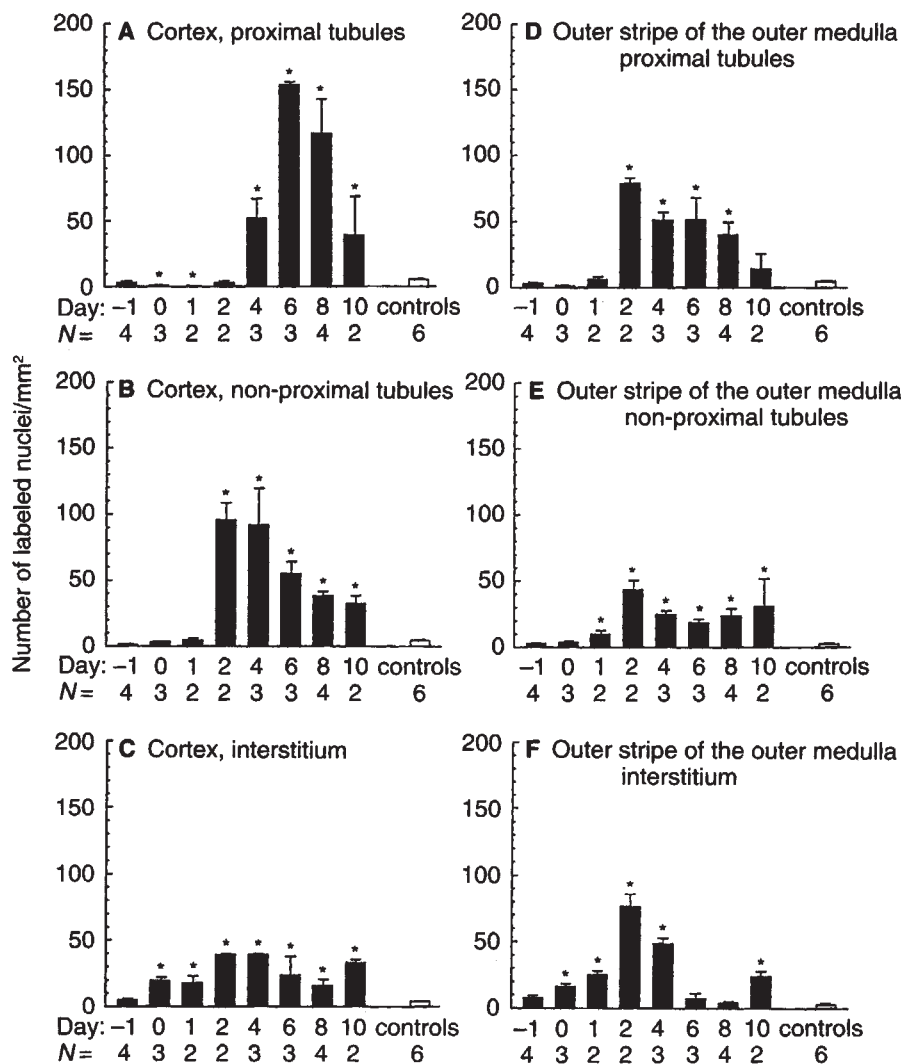 Number of labeled nuclei/mm²
A Cortex, proximal tubules
200
150
100
50
0
* * * * * *
Day: –1 0 1 2 4 6 8 10 controls
N = 4 3 2 2 3 3 4 2 6
B Cortex, non-proximal tubules
200
150
100
50
0
* * * * *
Day: –1 0 1 2 4 6 8 10 controls
N = 4 3 2 2 3 3 4 2 6
C Cortex, interstitium
200
150
100
50
0
* * * * * * *
Day: –1 0 1 2 4 6 8 10 controls
N = 4 3 2 2 3 3 4 2 6
D Outer stripe of the outer medulla
proximal tubules
200
150
100
50
0
* * * *
Day: –1 0 1 2 4 6 8 10 controls
N = 4 3 2 2 3 3 4 2 6
E Outer stripe of the outer medulla
non-proximal tubules
200
150
100
50
0
* * * * * *
Day: –1 0 1 2 4 6 8 10 controls
N = 4 3 2 2 3 3 4 2 6
F Outer stripe of the outer medulla
interstitium
200
150
100
50
0
* * * * *
Day: –1 0 1 2 4 6 8 10 controls
N = 4 3 2 2 3 3 4 2 6